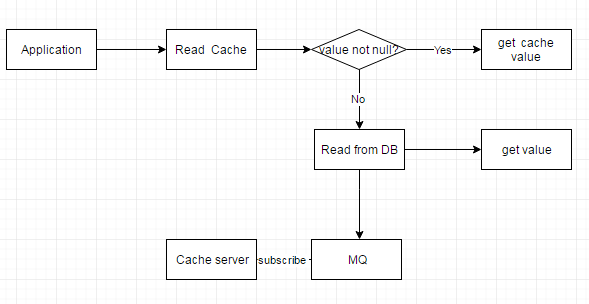 Application
Read Cache
value not null?
Yes
get cache
value
No
Read from DB
get value
Cache server
subscribe
MQ